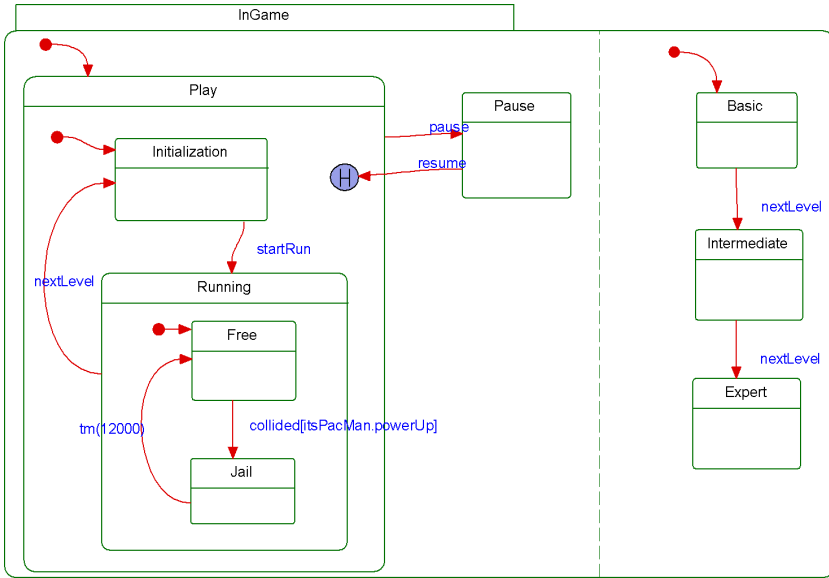 InGame
Play
Pause
Basic
pause
Initialization
resume
H
nextLevel
Intermediate
startRun
nextLevel
Running
Free
nextLevel
Expert
tm(12000)
collided[itsPacMan.powerUp]
Jail